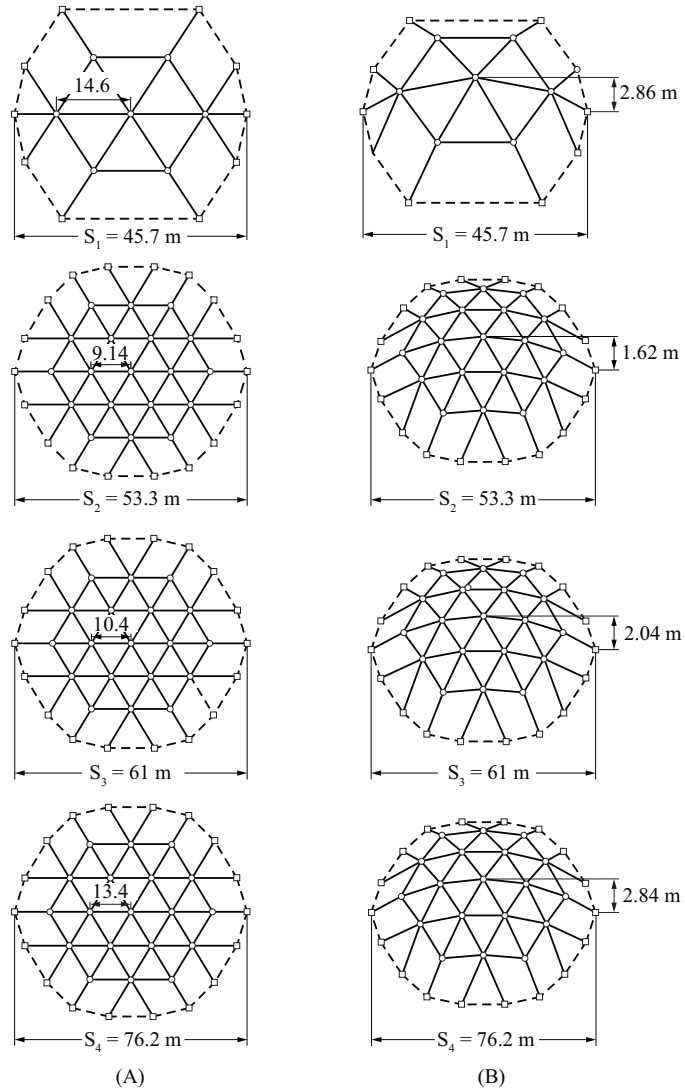 14.6
2.86 m
S₁ = 45.7 m
S₁ = 45.7 m
9.14
1.62 m
S₂ = 53.3 m
S₂ = 53.3 m
10.4
2.04 m
S₃ = 61 m
S₃ = 61 m
13.4
2.84 m
S₄ = 76.2 m
S₄ = 76.2 m
(A)
(B)